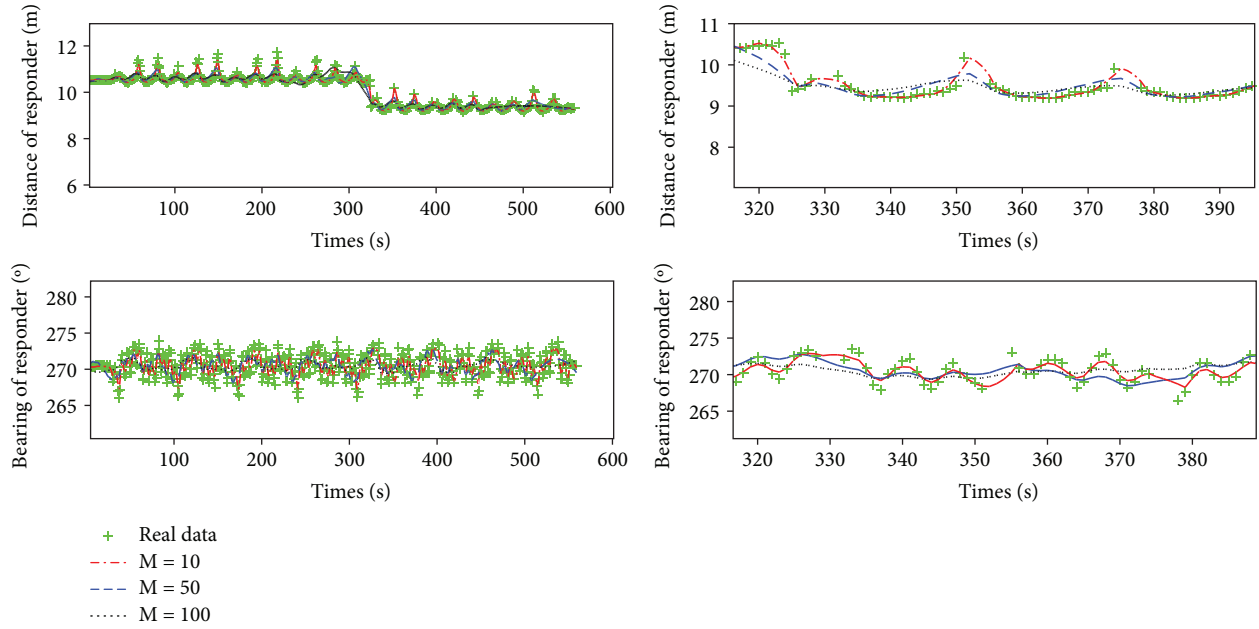 Distance of responder (m)
12
10
8
6
100 200 300 400 500 600
Times (s)
Distance of responder (m)
11
10
9
8
320 330 340 350 360 370 380 390
Times (s)
Bearing of responder (°)
280
275
270
265
100 200 300 400 500 600
Times (s)
Bearing of responder (°)
280
275
270
265
320 330 340 350 360 370 380
Times (s)
Real data
M = 10
M = 50
M = 100